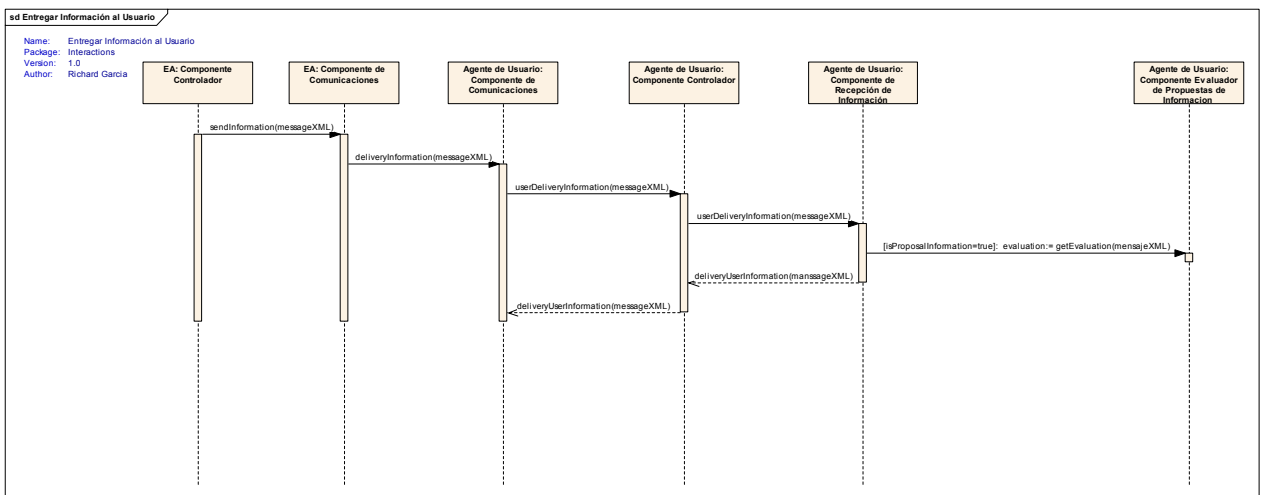 sd Entregar Información al Usuario
Name: Entregar Información al Usuario
Package: Interactions
Version: 1.0
Author: Richard Garcia
EA: Componente
Controlador
EA: Componente de
Comunicaciones
Agente de Usuario:
Componente de
Comunicaciones
Agente de Usuario:
Componente Controlador
Agente de Usuario:
Componente de
Recepción de
Información
Agente de Usuario:
Componente Evaluador
de Propuestas de
Informacion
sendInformation(messageXML)
deliveryInformation(messageXML)
userDeliveryInformation(messageXML)
userDeliveryInformation(messageXML)
[isProposalInformation=true]: evaluation:= getEvaluation(mensajeXML)
deliveryUserInformation(manssageXML)
deliveryUserInformation(messageXML)